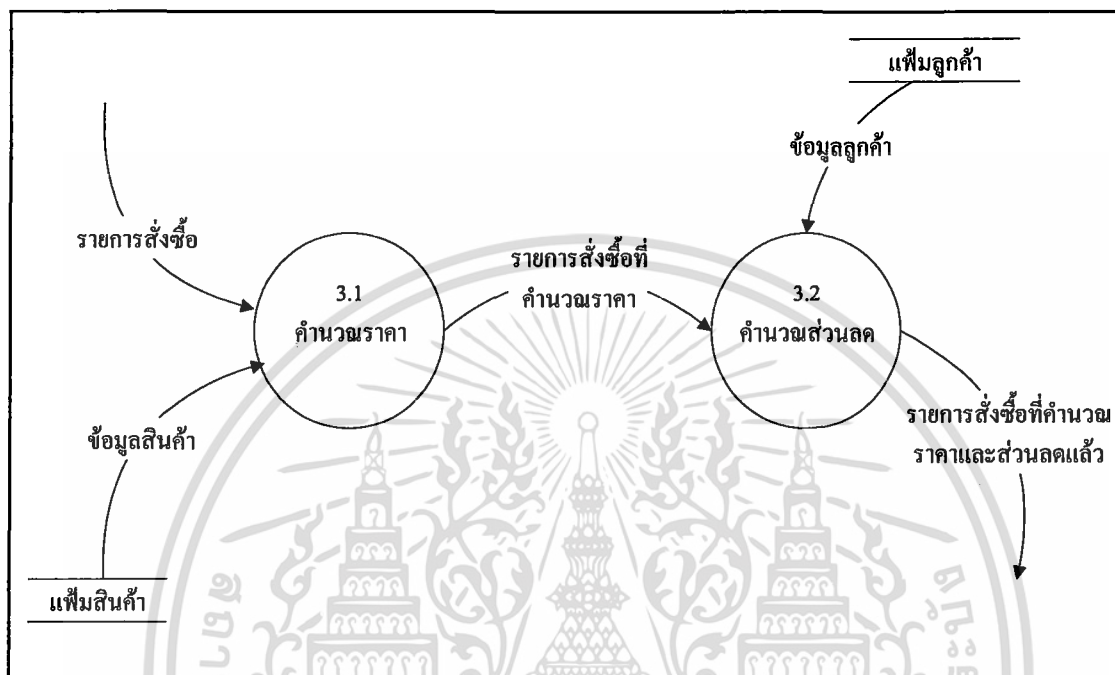 แฟ้มลูกค้า
ข้อมูลลูกค้า
รายการสั่งซื้อ
3.1
คำนวณราคา
รายการสั่งซื้อที่
คำนวณราคา
3.2
คำนวณส่วนลด
ข้อมูลสินค้า
รายการสั่งซื้อที่คำนวณ
ราคาและส่วนลดแล้ว
แฟ้มสินค้า